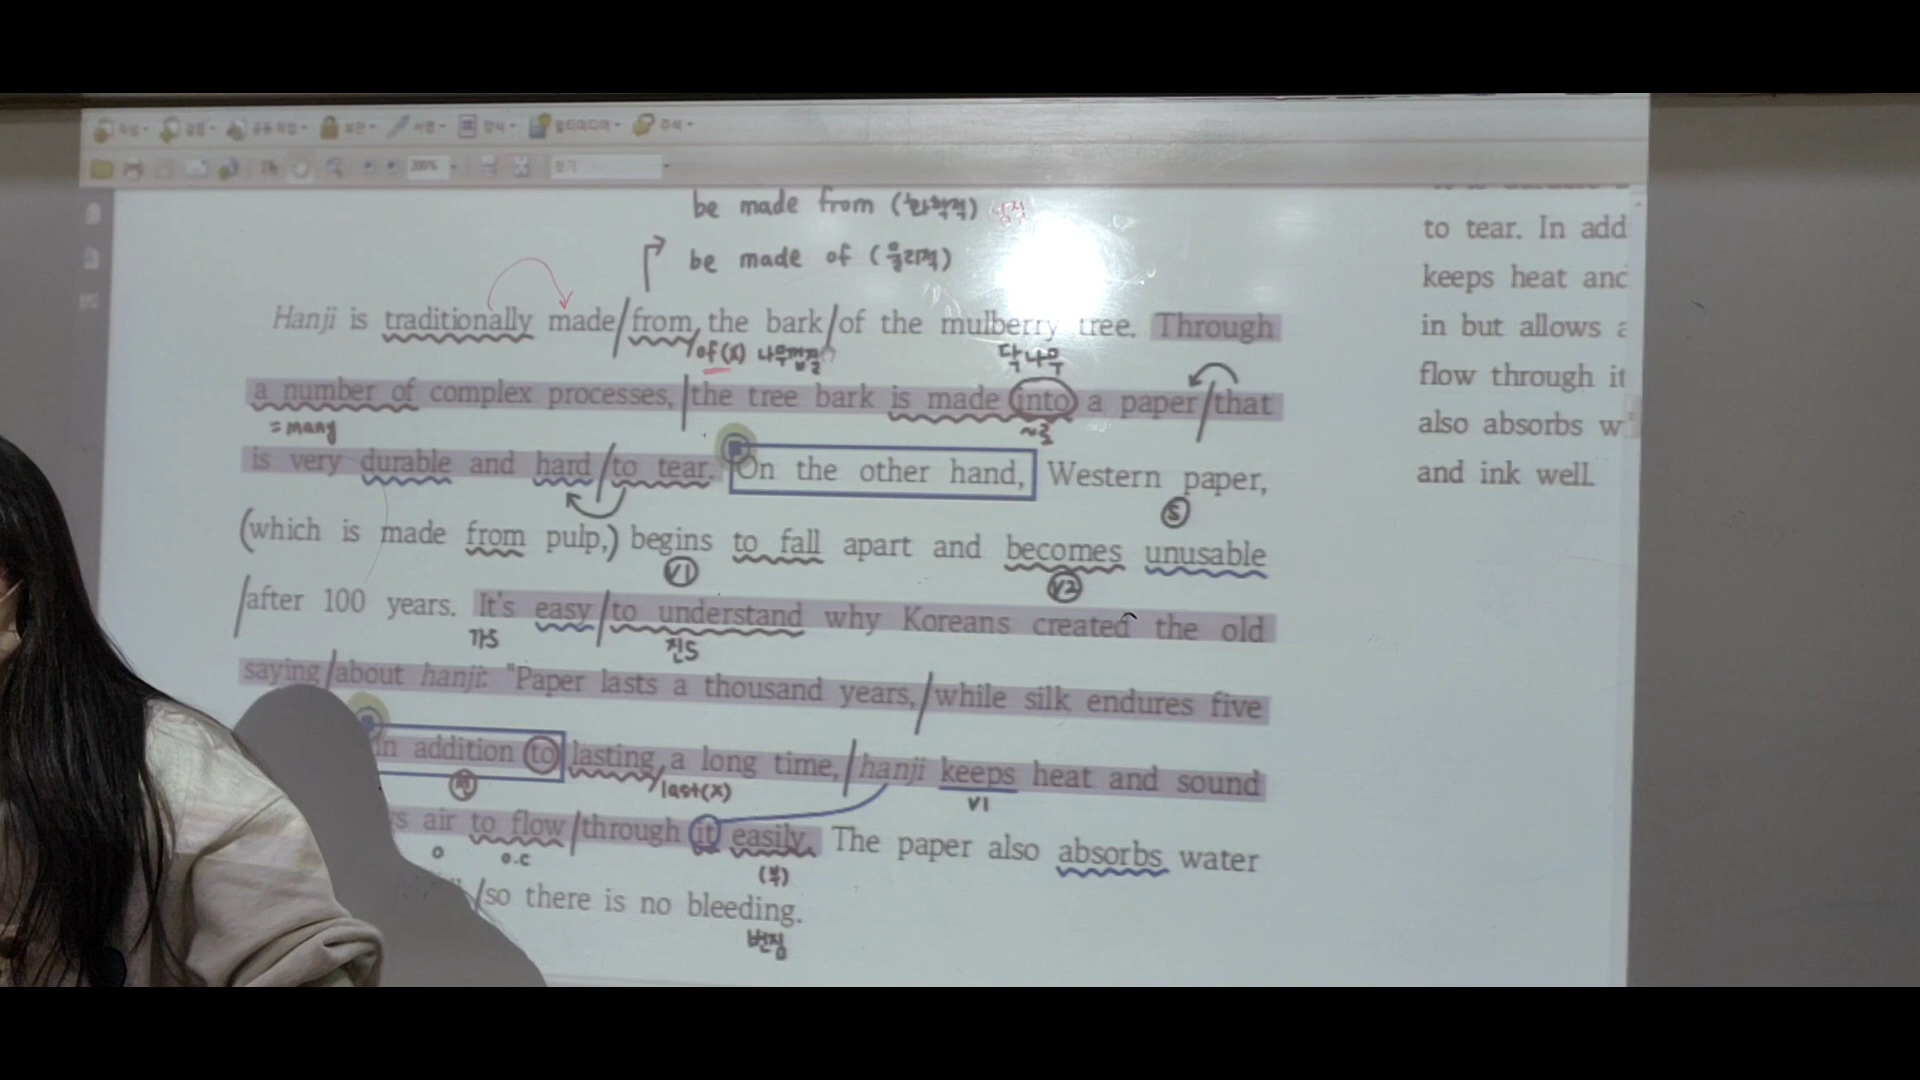 200%
be made from (화학적)
be made of (물리적)
Hanji is traditionally made/from the bark/of the mulberry tree. Through
of(x) 나무껍질 닥나무
a number of complex processes,/the tree bark is made into a paper/that
=many ~로
is very durable and hard/to tear. On the other hand, Western paper,
S
(which is made from pulp,) begins to fall apart and becomes unusable
V1 V2
/after 100 years. It's easy/to understand why Koreans created the old
가S 진S
saying/about hanji: "Paper lasts a thousand years,/while silk endures five
In addition to lasting a long time,/hanji keeps heat and sound
전 last(x) V1
s air to flow/through it easily. The paper also absorbs water
o o.c (부)
/so there is no bleeding.
번짐
to tear. In add
keeps heat and
in but allows a
flow through it
also absorbs w
and ink well.